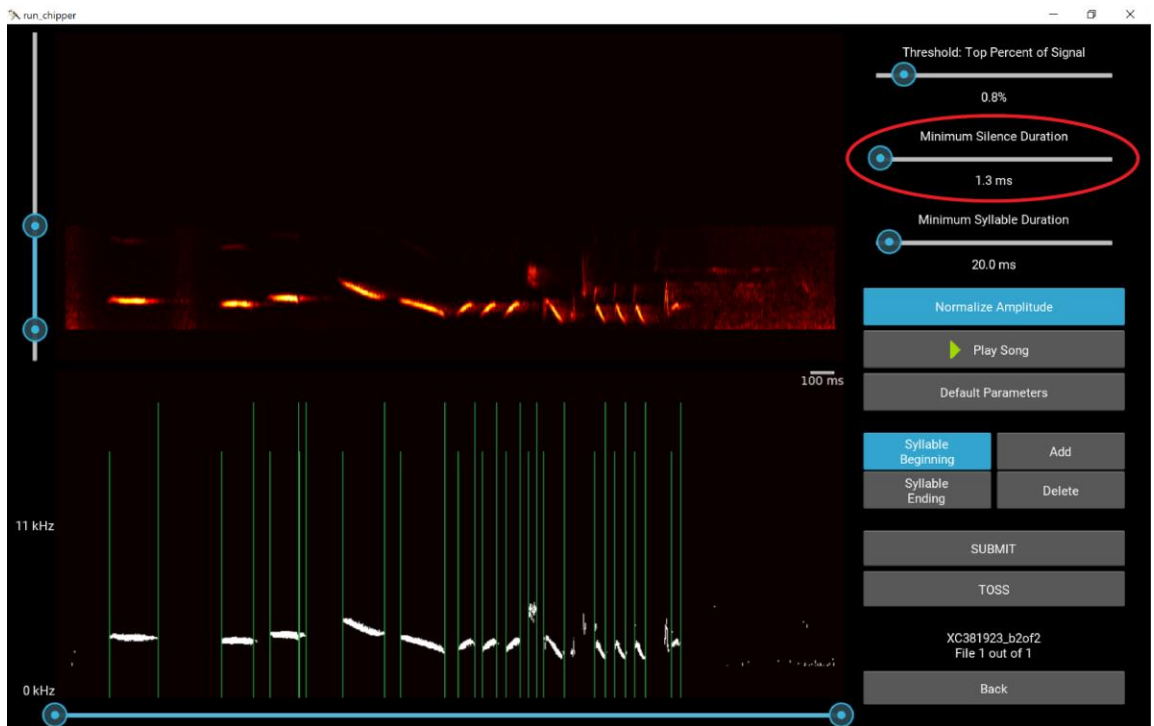 run_chipper
Threshold: Top Percent of Signal
0.8%
Minimum Silence Duration
1.3 ms
Minimum Syllable Duration
20.0 ms
Normalize Amplitude
Play Song
100 ms
Default Parameters
Syllable
Beginning
Add
Syllable
Ending
Delete
11 kHz
SUBMIT
TOSS
XC381923_b2of2
File 1 out of 1
0 kHz
Back